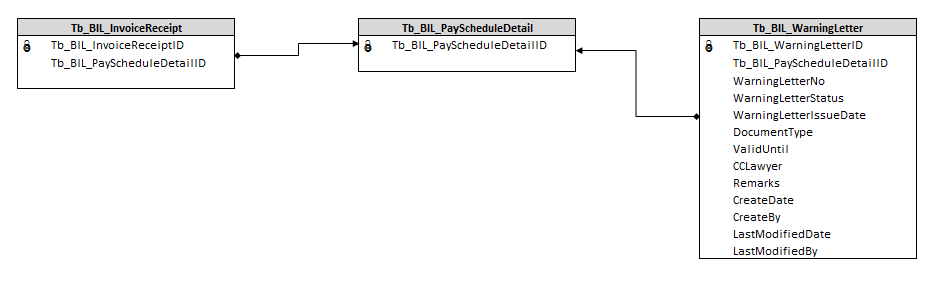 Tb_BIL_InvoiceReceipt
Tb_BIL_InvoiceReceiptID
Tb_BIL_PayScheduleDetailID
Tb_BIL_PayScheduleDetail
Tb_BIL_PayScheduleDetailID
Tb_BIL_WarningLetter
Tb_BIL_WarningLetterID
Tb_BIL_PayScheduleDetailID
WarningLetterNo
WarningLetterStatus
WarningLetterIssueDate
DocumentType
ValidUntil
CCLawyer
Remarks
CreateDate
CreateBy
LastModifiedDate
LastModifiedBy